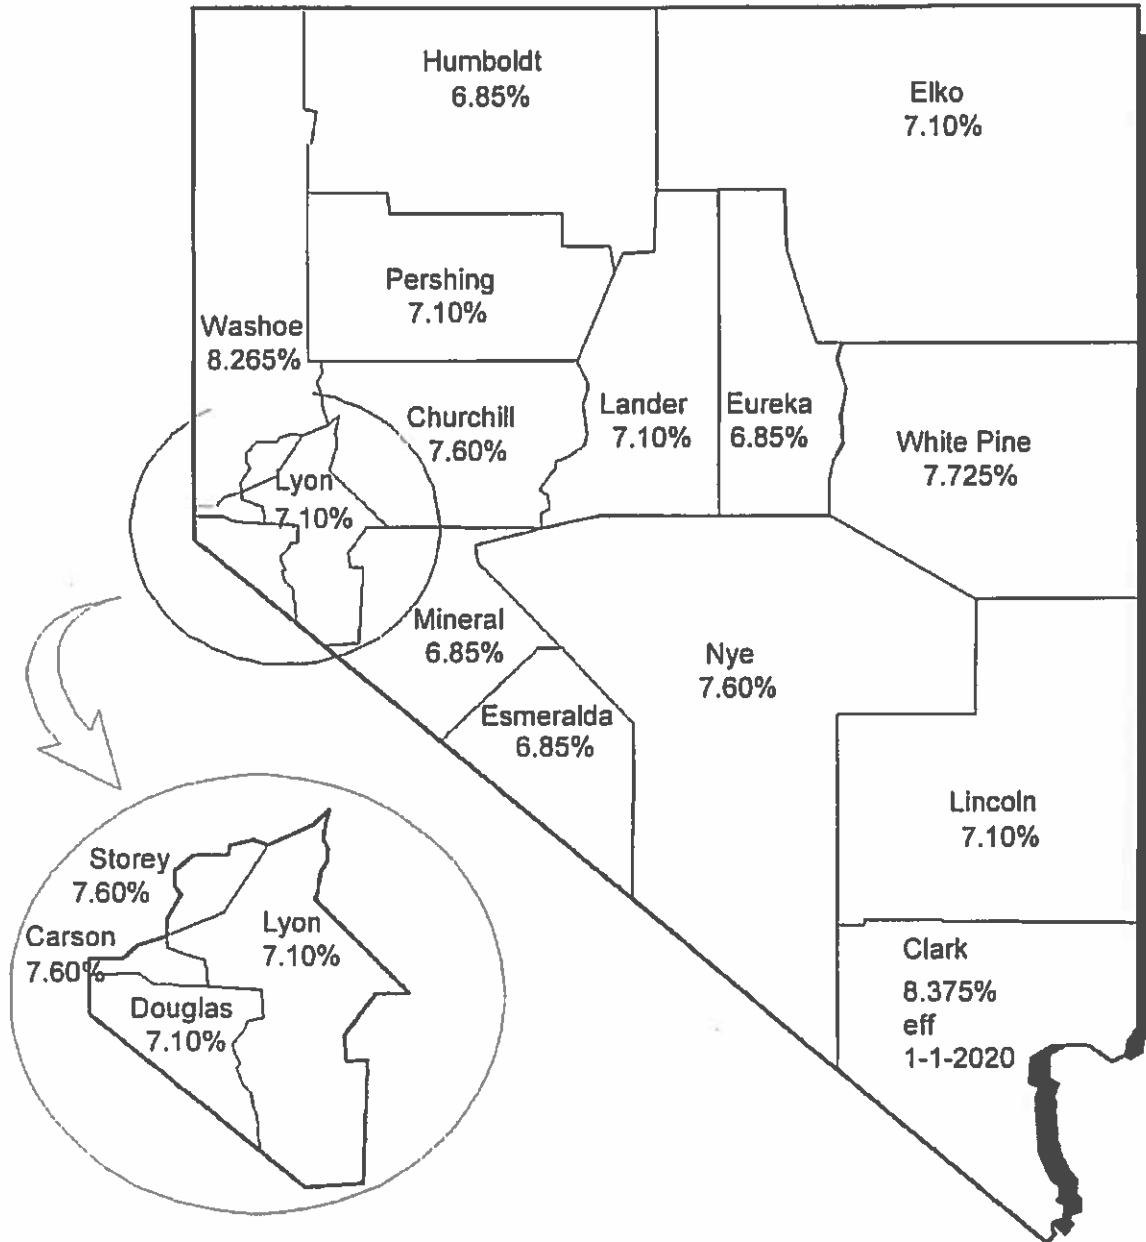 Humboldt
6.85%
Elko
7.10%
Pershing
7.10%
Washoe
8.265%
Churchill
7.60%
Lander
7.10%
Eureka
6.85%
White Pine
7.725%
Lyon
7.10%
Mineral
6.85%
Nye
7.60%
Esmeralda
6.85%
Lincoln
7.10%
Storey
7.60%
Lyon
7.10%
Carson
7.60%
Douglas
7.10%
Clark
8.375%
eff
1-1-2020